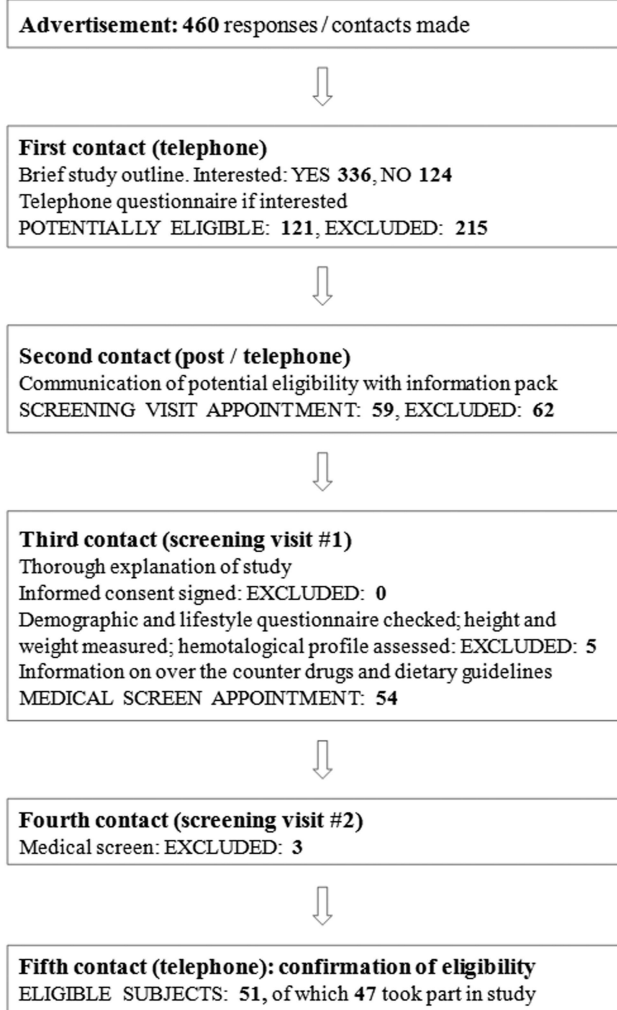 Advertisement: 460 responses / contacts made
First contact (telephone)
Brief study outline. Interested: YES 336, NO 124
Telephone questionnaire if interested
POTENTIALLY ELIGIBLE: 121, EXCLUDED: 215
Second contact (post / telephone)
Communication of potential eligibility with information pack
SCREENING VISIT APPOINTMENT: 59, EXCLUDED: 62
Third contact (screening visit #1)
Thorough explanation of study
Informed consent signed: EXCLUDED: 0
Demographic and lifestyle questionnaire checked; height and
weight measured; hemotalogical profile assessed: EXCLUDED: 5
Information on over the counter drugs and dietary guidelines
MEDICAL SCREEN APPOINTMENT: 54
Fourth contact (screening visit #2)
Medical screen: EXCLUDED: 3
Fifth contact (telephone): confirmation of eligibility
ELIGIBLE SUBJECTS: 51, of which 47 took part in study